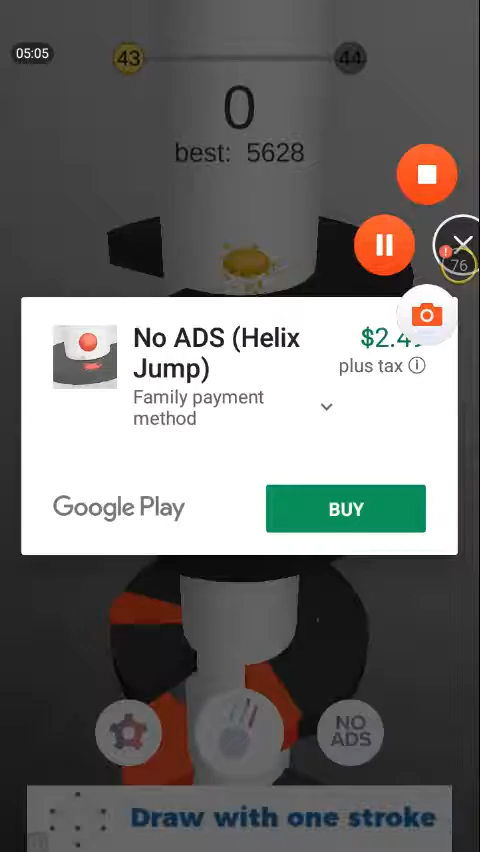 05:05
43
44
0
best: 5628
76
No ADS (Helix
Jump)
plus tax
Family payment
method
Google Play
BUY
NO
ADS
Draw with one stroke